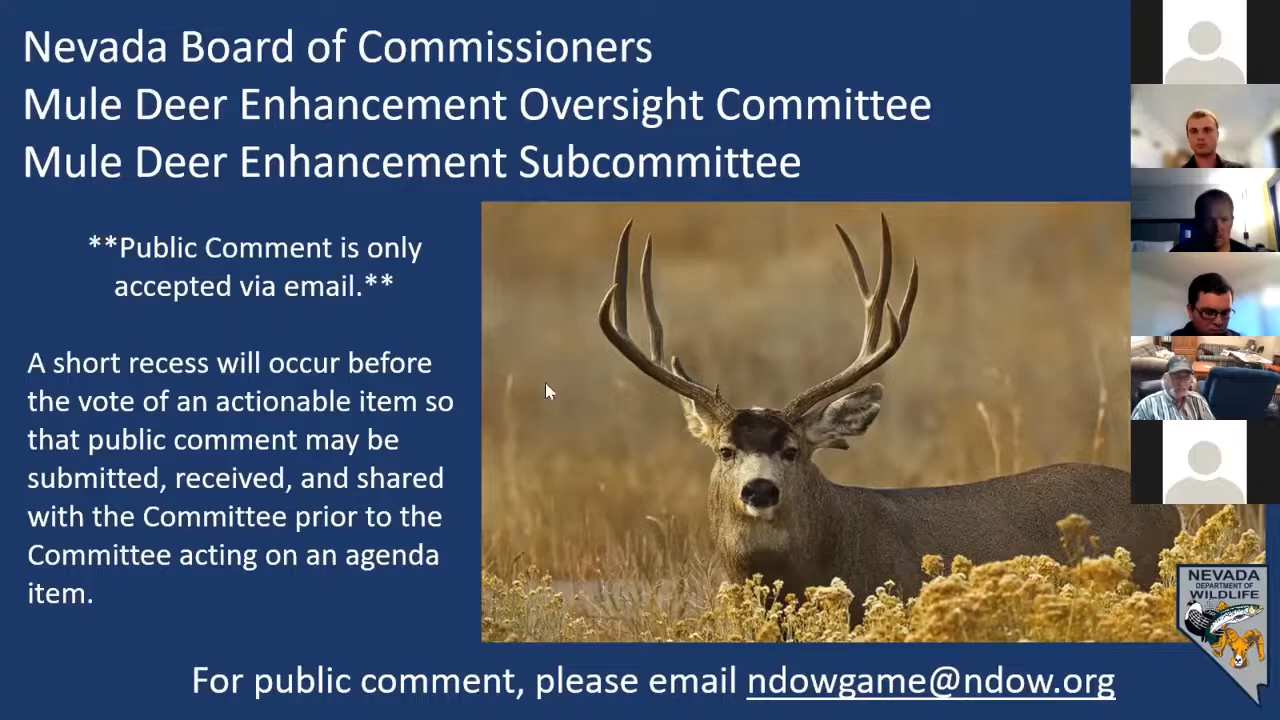 Nevada Board of Commissioners
Mule Deer Enhancement Oversight Committee
Mule Deer Enhancement Subcommittee
**Public Comment is only
accepted via email.**
A short recess will occur before
the vote of an actionable item so
that public comment may be
submitted, received, and shared
with the Committee prior to the
Committee acting on an agenda
item.
NEVADA
DEPARTMENT OF
WILDLIFE
For public comment, please email ndowgame@ndow.org